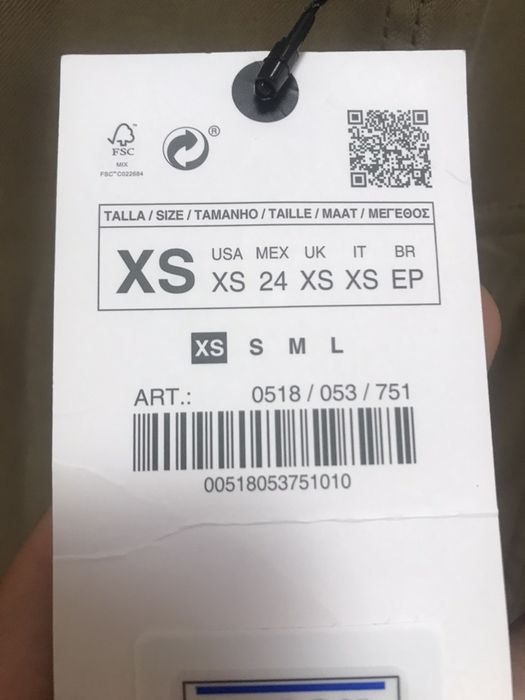 FSC™
®
MIX
FSC™ C022684
TALLA / SIZE / TAMANHO / TAILLE / MAAT / ΜΕΓΕΘΟΣ
XS
USA MEX UK IT BR
XS 24 XS XS EP
XS S M L
ART.: 0518 / 053 / 751
00518053751010